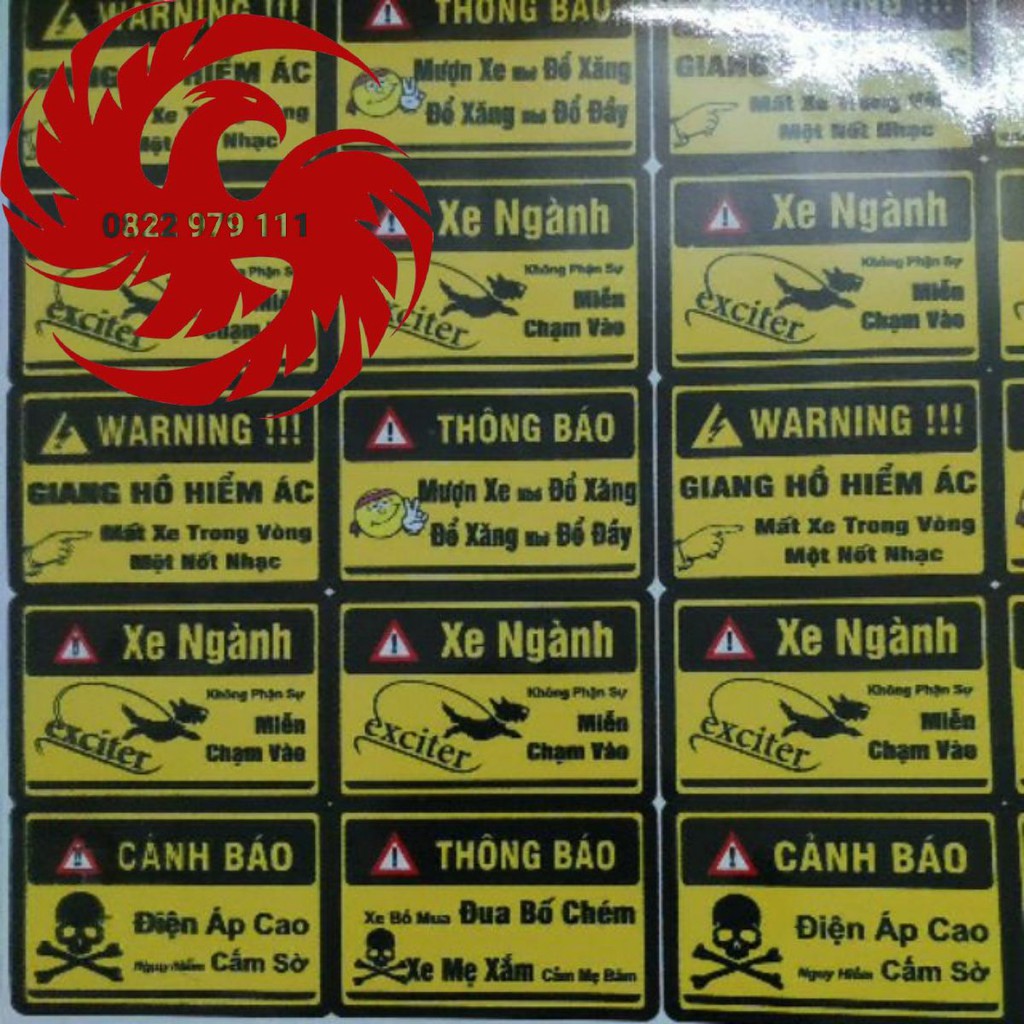 WARNING !!!
THÔNG BÁO
WARNING !!!
HIỂM ÁC
Mượn Xe Nhớ Đổ Xăng
GIANG
Xe Trong
Đổ Xăng Nhớ Đổ Đầy
Mất Xe Trong
Một Nốt Nhạc
Nhạc
0822 979 111
Xe Ngành
Xe Ngành
Không Phận Sự
Không Phận Sự
exciter
Miễn
exciter
Miễn
Chạm Vào
Chạm Vào
WARNING !!!
THÔNG BÁO
WARNING !!!
GIANG HỒ HIỂM ÁC
Mượn Xe Nhớ Đổ Xăng
GIANG HỒ HIỂM ÁC
Mất Xe Trong Vòng
Đổ Xăng Nhớ Đổ Đầy
Mất Xe Trong Vòng
Một Nốt Nhạc
Một Nốt Nhạc
Xe Ngành
Xe Ngành
Xe Ngành
Không Phận Sự
Không Phận Sự
Không Phận Sự
exciter
Miễn
exciter
Miễn
exciter
Miễn
Chạm Vào
Chạm Vào
Chạm Vào
CẢNH BÁO
THÔNG BÁO
CẢNH BÁO
Điện Áp Cao
Xe Bố Mua Đua Bố Chém
Điện Áp Cao
Nguy Hiểm Cấm Sờ
Xe Mẹ Xắm Cấm Mẹ Băm
Nguy Hiểm Cấm Sờ